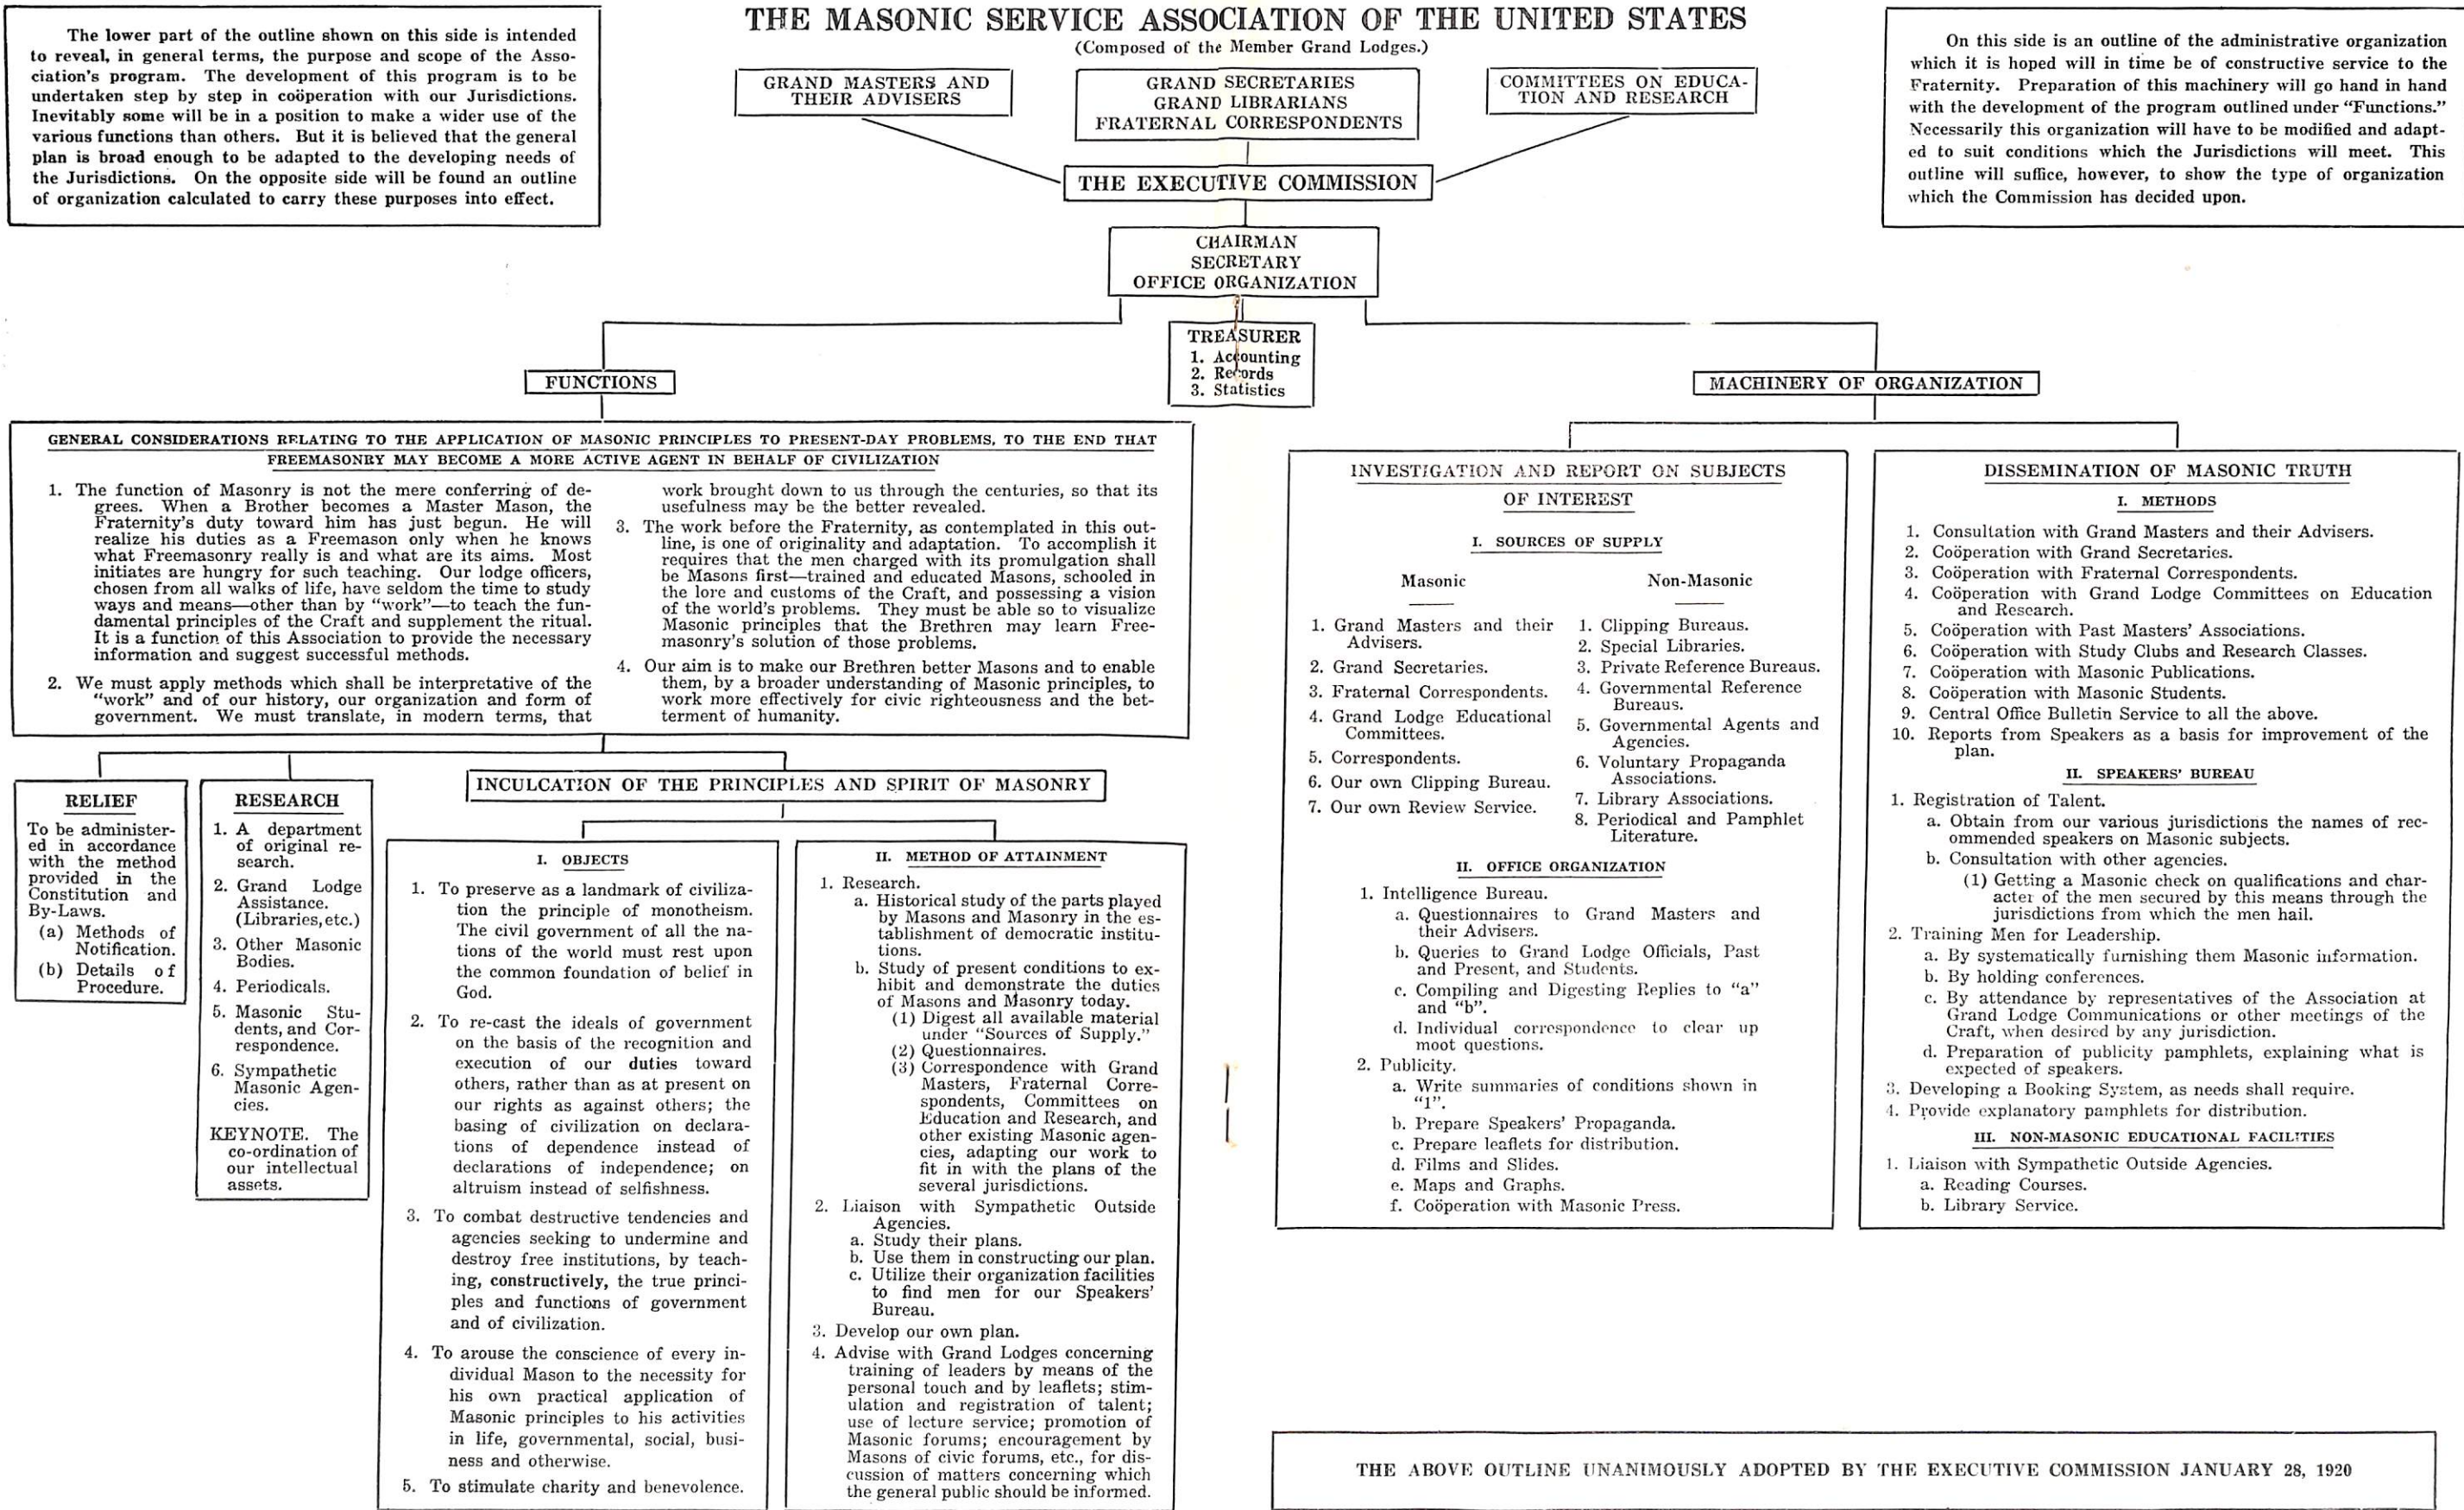 The lower part of the outline shown on this side is intended
to reveal, in general terms, the purpose and scope of the Asso-
ciation's program. The development of this program is to be
undertaken step by step in coöperation with our Jurisdictions.
Inevitably some will be in a position to make a wider use of the
various functions than others. But it is believed that the general
plan is broad enough to be adapted to the developing needs of
the Jurisdictions. On the opposite side will be found an outline
of organization calculated to carry these purposes into effect.
THE MASONIC SERVICE ASSOCIATION OF THE UNITED STATES
(Composed of the Member Grand Lodges.)
GRAND MASTERS AND
THEIR ADVISERS
GRAND SECRETARIES
GRAND LIBRARIANS
FRATERNAL CORRESPONDENTS
COMMITTEES ON EDUCA-
TION AND RESEARCH
On this side is an outline of the administrative organization
which it is hoped will in time be of constructive service to the
Fraternity. Preparation of this machinery will go hand in hand
with the development of the program outlined under "Functions."
Necessarily this organization will have to be modified and adapt-
ed to suit conditions which the Jurisdictions will meet. This
outline will suffice, however, to show the type of organization
which the Commission has decided upon.
THE EXECUTIVE COMMISSION
CHAIRMAN
SECRETARY
OFFICE ORGANIZATION
TREASURER
1. Accounting
2. Records
3. Statistics
FUNCTIONS
GENERAL CONSIDERATIONS RELATING TO THE APPLICATION OF MASONIC PRINCIPLES TO PRESENT-DAY PROBLEMS, TO THE END THAT
FREEMASONRY MAY BECOME A MORE ACTIVE AGENT IN BEHALF OF CIVILIZATION
1. The function of Masonry is not the mere conferring of de-
grees. When a Brother becomes a Master Mason, the
Fraternity's duty toward him has just begun. He will
realize his duties as a Freemason only when he knows
what Freemasonry really is and what are its aims. Most
initiates are hungry for such teaching. Our lodge officers,
chosen from all walks of life, have seldom the time to study
ways and means—other than by "work"—to teach the fun-
damental principles of the Craft and supplement the ritual.
It is a function of this Association to provide the necessary
information and suggest successful methods.
2. We must apply methods which shall be interpretative of the
"work" and of our history, our organization and form of
government. We must translate, in modern terms, that
work brought down to us through the centuries, so that its
usefulness may be the better revealed.
3. The work before the Fraternity, as contemplated in this out-
line, is one of originality and adaptation. To accomplish it
requires that the men charged with its promulgation shall
be Masons first—trained and educated Masons, schooled in
the lore and customs of the Craft, and possessing a vision
of the world's problems. They must be able so to visualize
Masonic principles that the Brethren may learn Free-
masonry's solution of those problems.
4. Our aim is to make our Brethren better Masons and to enable
them, by a broader understanding of Masonic principles, to
work more effectively for civic righteousness and the bet-
terment of humanity.
RELIEF
To be administer-
ed in accordance
with the method
provided in the
Constitution and
By-Laws.
(a) Methods of
Notification.
(b) Details of
Procedure.
RESEARCH
1. A department
of original re-
search.
2. Grand Lodge
Assistance.
(Libraries, etc.)
3. Other Masonic
Bodies.
4. Periodicals.
5. Masonic Stu-
dents, and Cor-
respondence.
6. Sympathetic
Masonic Agen-
cies.
KEYNOTE. The
co-ordination of
our intellectual
assets.
INCULCATION OF THE PRINCIPLES AND SPIRIT OF MASONRY
I. OBJECTS
1. To preserve as a landmark of civiliza-
tion the principle of monotheism.
The civil government of all the na-
tions of the world must rest upon
the common foundation of belief in
God.
2. To re-cast the ideals of government
on the basis of the recognition and
execution of our duties toward
others, rather than as at present on
our rights as against others; the
basing of civilization on declara-
tions of dependence instead of
declarations of independence; on
altruism instead of selfishness.
3. To combat destructive tendencies and
agencies seeking to undermine and
destroy free institutions, by teach-
ing, constructively, the true princi-
ples and functions of government
and of civilization.
4. To arouse the conscience of every in-
dividual Mason to the necessity for
his own practical application of
Masonic principles to his activities
in life, governmental, social, busi-
ness and otherwise.
5. To stimulate charity and benevolence.
II. METHOD OF ATTAINMENT
1. Research.
a. Historical study of the parts played
by Masons and Masonry in the es-
tablishment of democratic institu-
tions.
b. Study of present conditions to ex-
hibit and demonstrate the duties
of Masons and Masonry today.
(1) Digest all available material
under "Sources of Supply."
(2) Questionnaires.
(3) Correspondence with Grand
Masters, Fraternal Corre-
spondents, Committees on
Education and Research, and
other existing Masonic agen-
cies, adapting our work to
fit in with the plans of the
several jurisdictions.
2. Liaison with Sympathetic Outside
Agencies.
a. Study their plans.
b. Use them in constructing our plan.
c. Utilize their organization facilities
to find men for our Speakers'
Bureau.
3. Develop our own plan.
4. Advise with Grand Lodges concerning
training of leaders by means of the
personal touch and by leaflets; stim-
ulation and registration of talent;
use of lecture service; promotion of
Masonic forums; encouragement by
Masons of civic forums, etc., for dis-
cussion of matters concerning which
the general public should be informed.
MACHINERY OF ORGANIZATION
INVESTIGATION AND REPORT ON SUBJECTS
OF INTEREST
I. SOURCES OF SUPPLY
Masonic
1. Grand Masters and their
Advisers.
2. Grand Secretaries.
3. Fraternal Correspondents.
4. Grand Lodge Educational
Committees.
5. Correspondents.
6. Our own Clipping Bureau.
7. Our own Review Service.
Non-Masonic
1. Clipping Bureaus.
2. Special Libraries.
3. Private Reference Bureaus.
4. Governmental Reference
Bureaus.
5. Governmental Agents and
Agencies.
6. Voluntary Propaganda
Associations.
7. Library Associations.
8. Periodical and Pamphlet
Literature.
II. OFFICE ORGANIZATION
1. Intelligence Bureau.
a. Questionnaires to Grand Masters and
their Advisers.
b. Queries to Grand Lodge Officials, Past
and Present, and Students.
c. Compiling and Digesting Replies to "a"
and "b".
d. Individual correspondence to clear up
moot questions.
2. Publicity.
a. Write summaries of conditions shown in
"1".
b. Prepare Speakers' Propaganda.
c. Prepare leaflets for distribution.
d. Films and Slides.
e. Maps and Graphs.
f. Coöperation with Masonic Press.
DISSEMINATION OF MASONIC TRUTH
I. METHODS
1. Consultation with Grand Masters and their Advisers.
2. Coöperation with Grand Secretaries.
3. Coöperation with Fraternal Correspondents.
4. Coöperation with Grand Lodge Committees on Education
and Research.
5. Coöperation with Past Masters' Associations.
6. Coöperation with Study Clubs and Research Classes.
7. Coöperation with Masonic Publications.
8. Coöperation with Masonic Students.
9. Central Office Bulletin Service to all the above.
10. Reports from Speakers as a basis for improvement of the
plan.
II. SPEAKERS' BUREAU
1. Registration of Talent.
a. Obtain from our various jurisdictions the names of rec-
ommended speakers on Masonic subjects.
b. Consultation with other agencies.
(1) Getting a Masonic check on qualifications and char-
acter of the men secured by this means through the
jurisdictions from which the men hail.
2. Training Men for Leadership.
a. By systematically furnishing them Masonic information.
b. By holding conferences.
c. By attendance by representatives of the Association at
Grand Lodge Communications or other meetings of the
Craft, when desired by any jurisdiction.
d. Preparation of publicity pamphlets, explaining what is
expected of speakers.
3. Developing a Booking System, as needs shall require.
4. Provide explanatory pamphlets for distribution.
III. NON-MASONIC EDUCATIONAL FACILITIES
1. Liaison with Sympathetic Outside Agencies.
a. Reading Courses.
b. Library Service.
THE ABOVE OUTLINE UNANIMOUSLY ADOPTED BY THE EXECUTIVE COMMISSION JANUARY 28, 1920